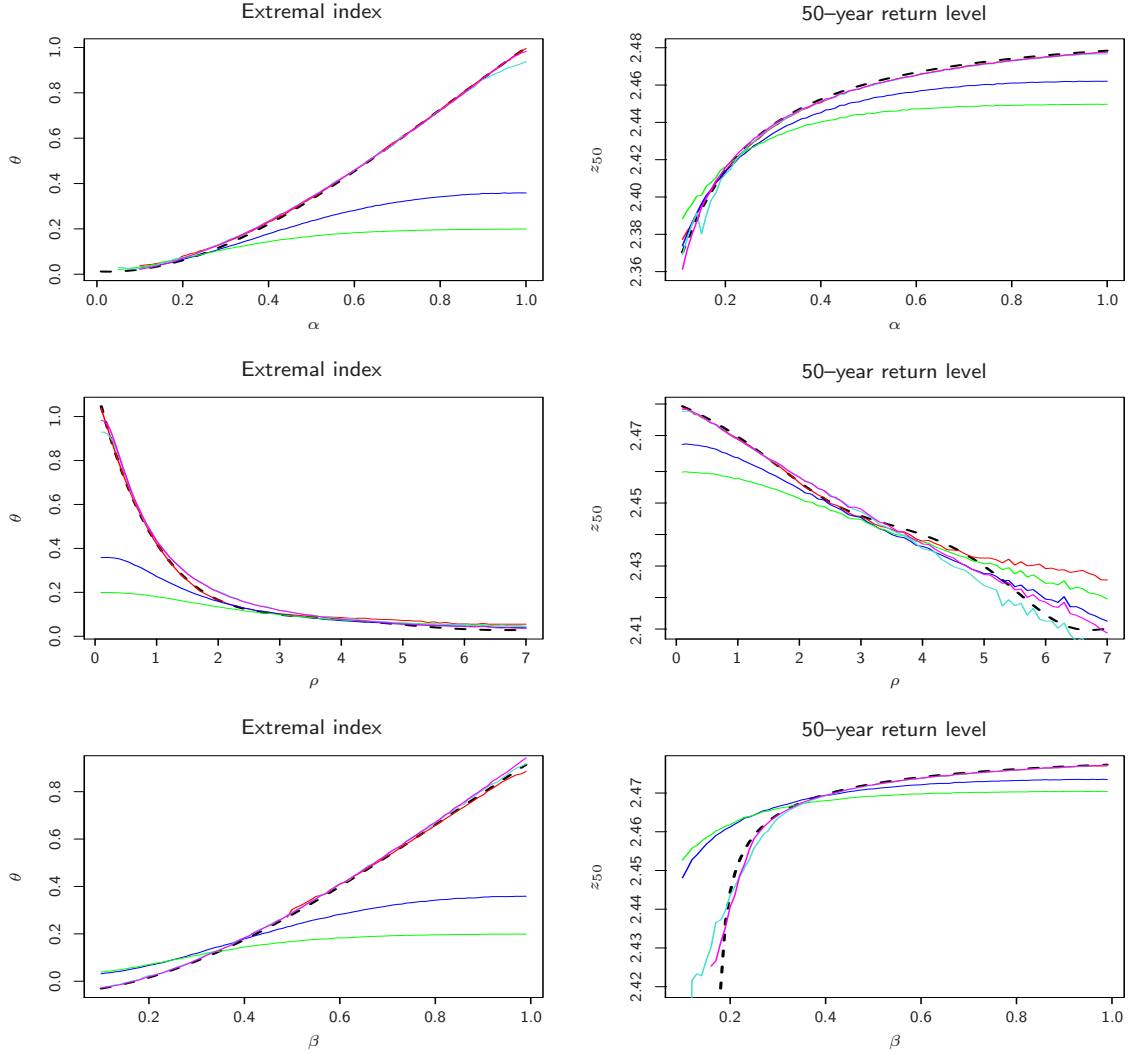 Extremal index
θ
1.0
0.8
0.6
0.4
0.2
0.0
0.0 0.2 0.4 0.6 0.8 1.0
α
50–year return level
z50
2.48
2.46
2.44
2.42
2.40
2.38
2.36
0.2 0.4 0.6 0.8 1.0
α
Extremal index
θ
1.0
0.8
0.6
0.4
0.2
0.0
0 1 2 3 4 5 6 7
ρ
50–year return level
z50
2.47
2.45
2.43
2.41
0 1 2 3 4 5 6 7
ρ
Extremal index
θ
0.8
0.6
0.4
0.2
0.0
0.2 0.4 0.6 0.8 1.0
β
50–year return level
z50
2.47
2.46
2.45
2.44
2.43
2.42
0.2 0.4 0.6 0.8 1.0
β